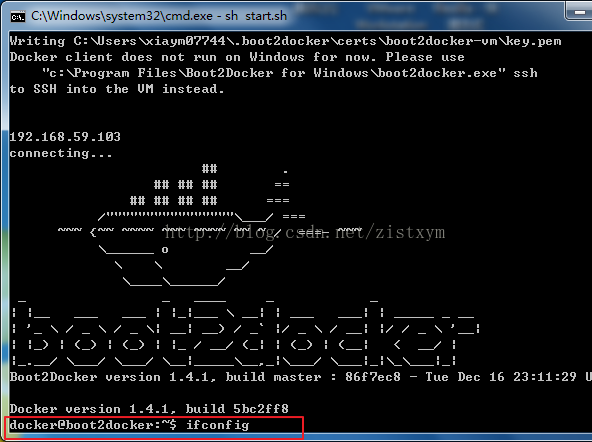 C:\Windows\system32\cmd.exe - sh start.sh
Writing C:\Users\xiaym07744\.boot2docker\certs\boot2docker-vm\key.pem
Docker client does not run on Windows for now. Please use
"c:\Program Files\Boot2Docker for Windows\boot2docker.exe" ssh
to SSH into the VM instead.
192.168.59.103
connecting...
http://blog.csdn.net/zistxym
boot2docker
Boot2Docker version 1.4.1, build master : 86f7ec8 - Tue Dec 16 23:11:29 U
Docker version 1.4.1, build 5bc2ff8
docker@boot2docker:~$ ifconfig